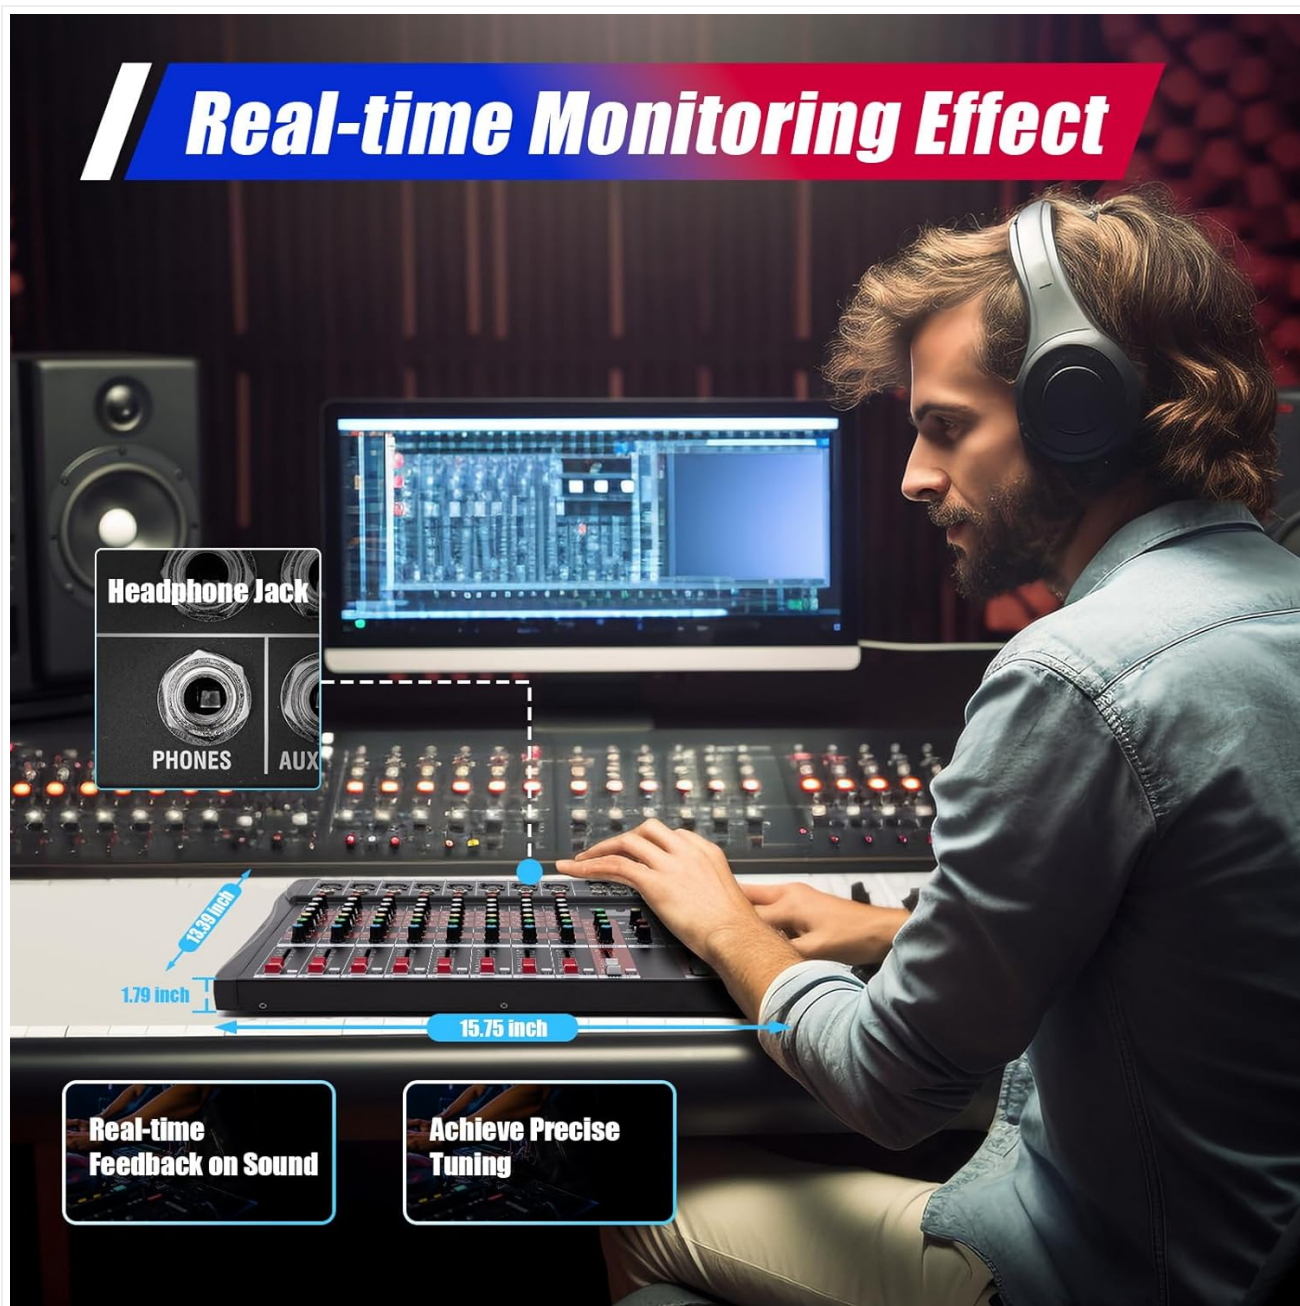 Real-time Monitoring Effect
Headphone Jack
PHONES
AUX
13.39 inch
1.79 inch
15.75 inch
Real-time
Feedback on Sound
Achieve Precise
Tuning